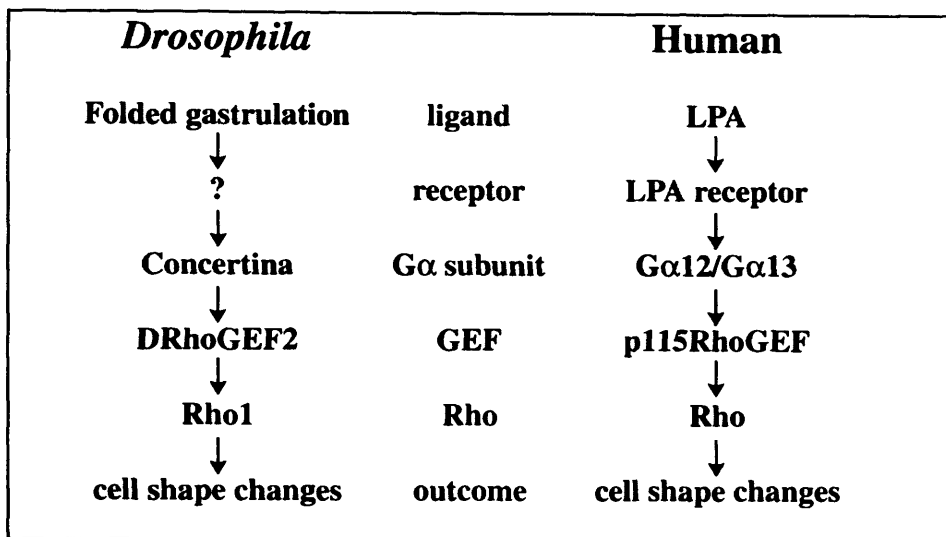 Drosophila Human
Folded gastrulation ligand LPA
? receptor LPA receptor
Concertina Gα subunit Gα12/Gα13
DRhoGEF2 GEF p115RhoGEF
Rho1 Rho Rho
cell shape changes outcome cell shape changes